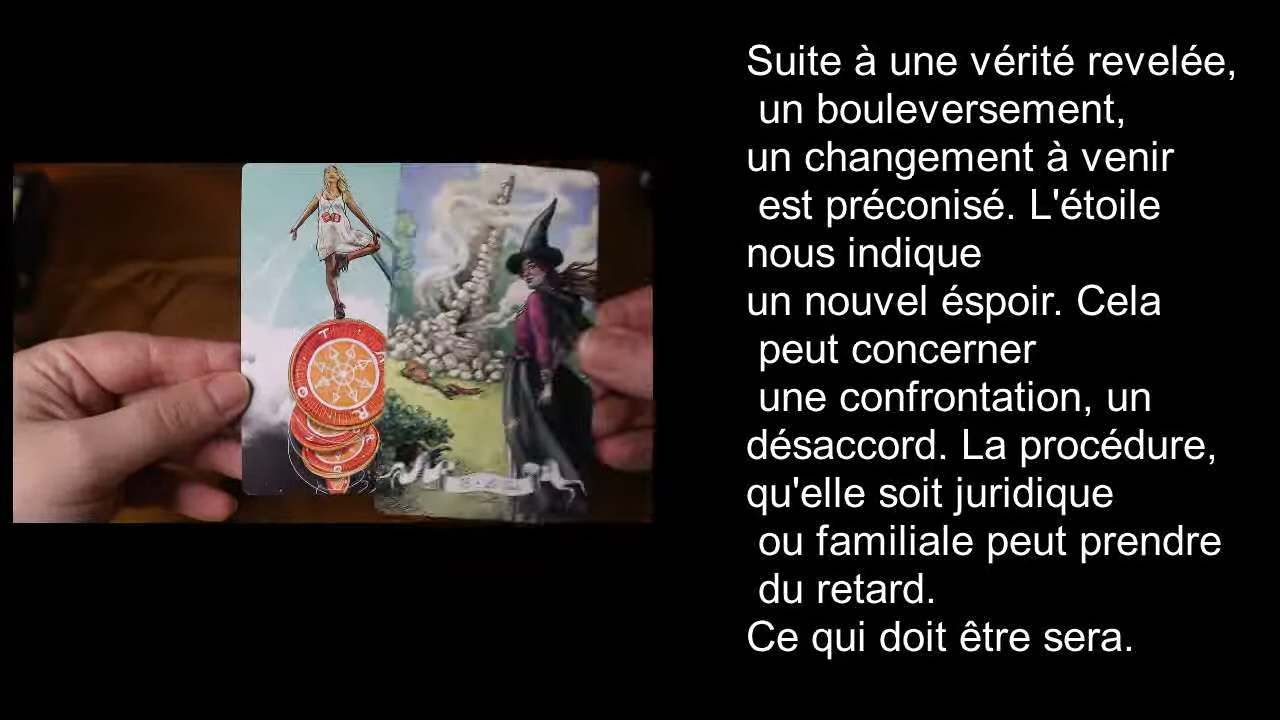 Suite à une vérité revelée,
un bouleversement,
un changement à venir
est préconisé. L'étoile
nous indique
un nouvel éspoir. Cela
peut concerner
une confrontation, un
désaccord. La procédure,
qu'elle soit juridique
ou familiale peut prendre
du retard.
Ce qui doit être sera.